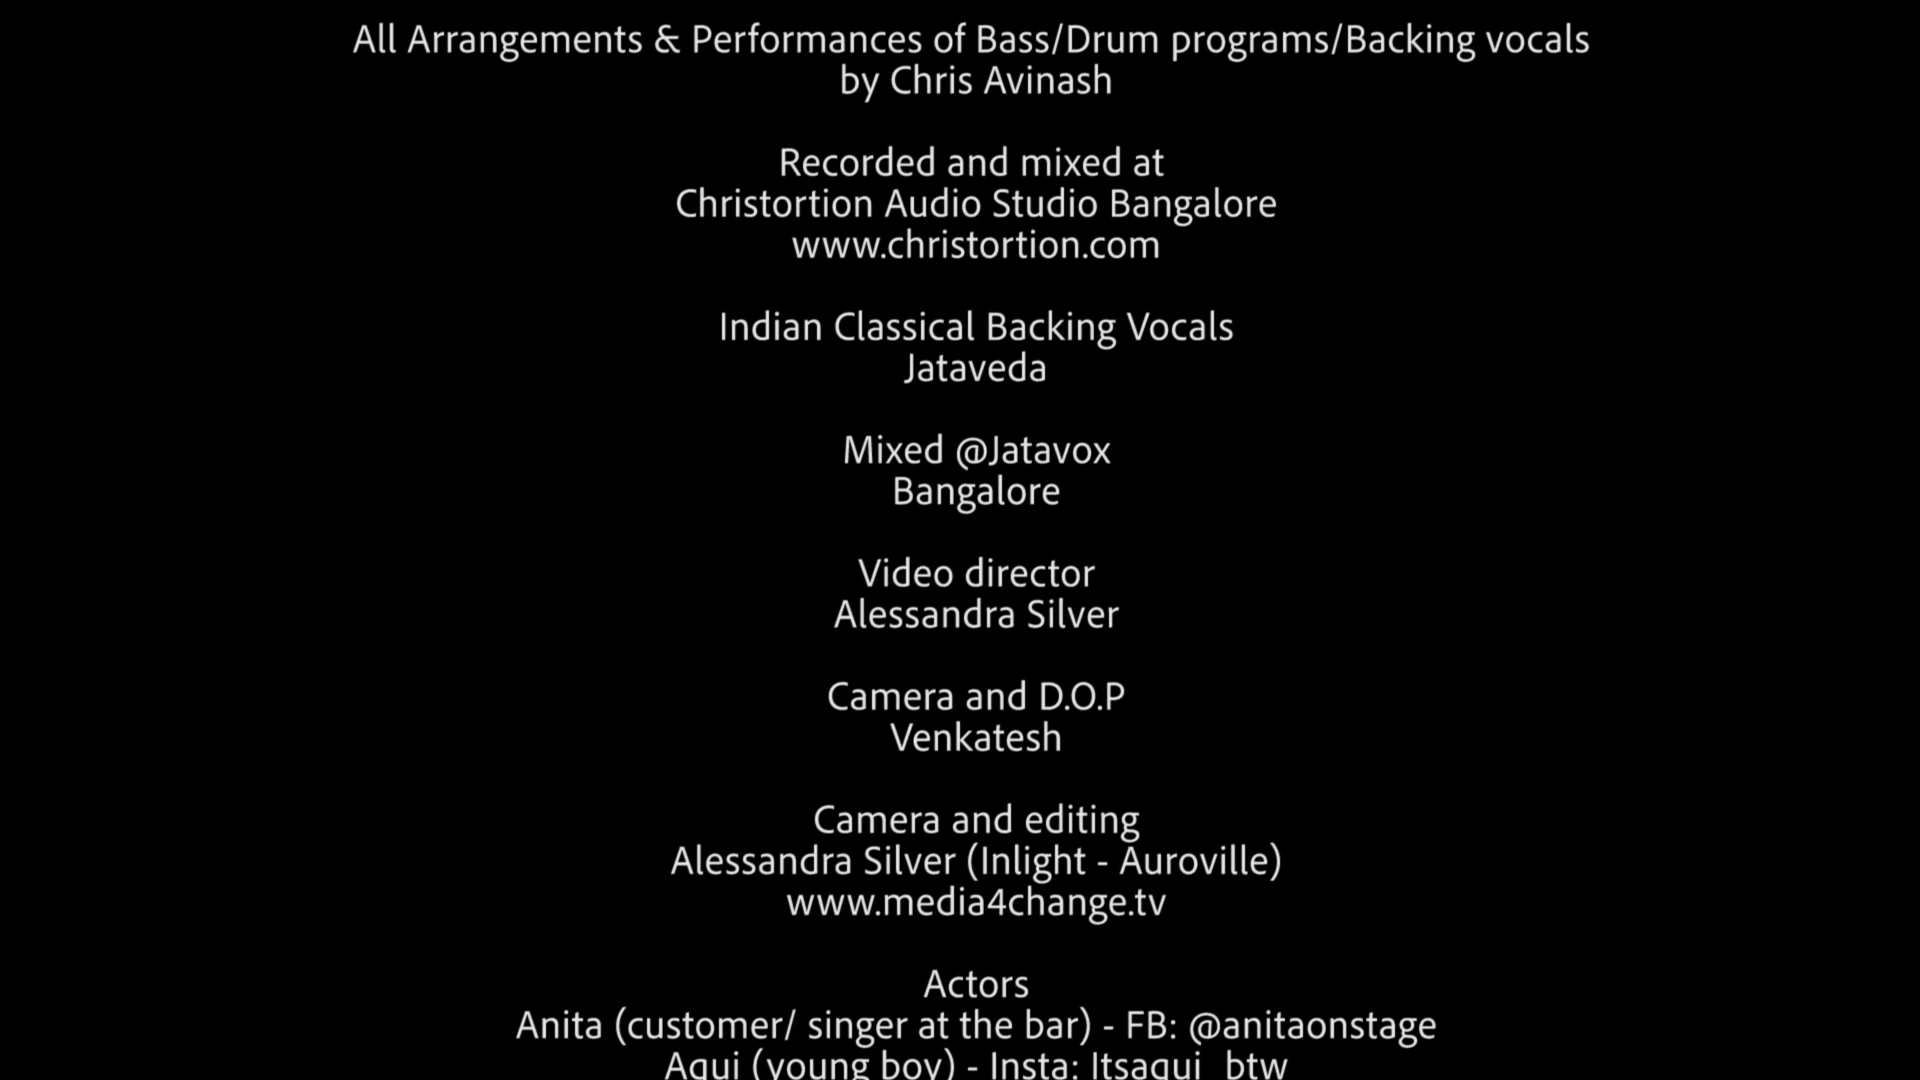 All Arrangements & Performances of Bass/Drum programs/Backing vocals
by Chris Avinash
Recorded and mixed at
Christortion Audio Studio Bangalore
www.christortion.com
Indian Classical Backing Vocals
Jataveda
Mixed @Jatavox
Bangalore
Video director
Alessandra Silver
Camera and D.O.P
Venkatesh
Camera and editing
Alessandra Silver (Inlight - Auroville)
www.media4change.tv
Actors
Anita (customer/ singer at the bar) - FB: @anitaonstage
(young boy) - Insta: